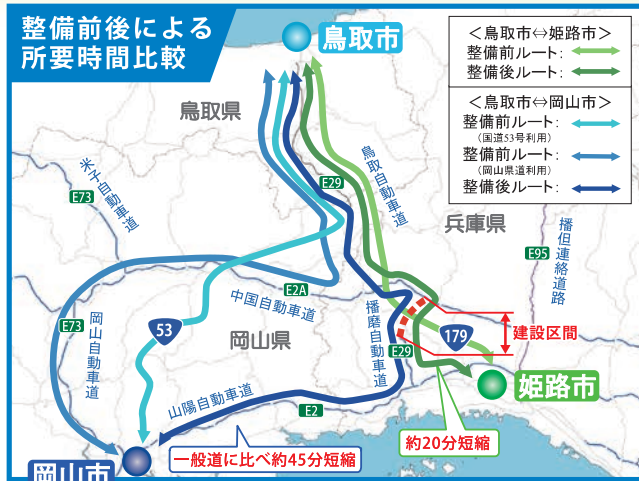 整備前後による
所要時間比較
鳥取市
＜鳥取市⇔姫路市＞
整備前ルート：
整備後ルート：
＜鳥取市⇔岡山市＞
整備前ルート：
(国道53号利用)
整備前ルート：
(岡山県道利用)
整備後ルート：
鳥取県
米子自動車道
E73
E29
鳥取自動車道
兵庫県
播但連絡道路
E95
E2A
中国自動車道
E73
岡山自動車道
53
岡山県
播磨自動車道
E29
179
建設区間
姫路市
山陽自動車道
E2
約20分短縮
一般道に比べ約45分短縮
岡山市